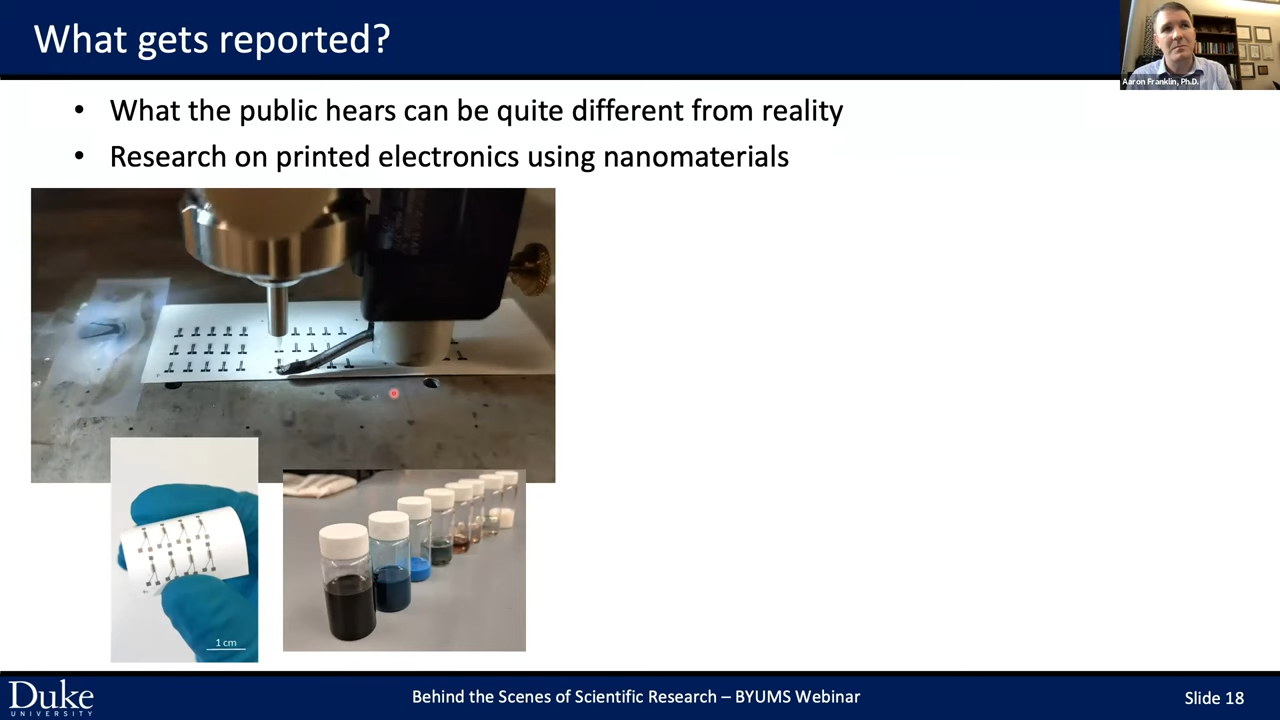 What gets reported?
Aaron Franklin, Ph.D.
• What the public hears can be quite different from reality
• Research on printed electronics using nanomaterials
1 cm
Duke
UNIVERSITY
Behind the Scenes of Scientific Research – BYUMS Webinar
Slide 18